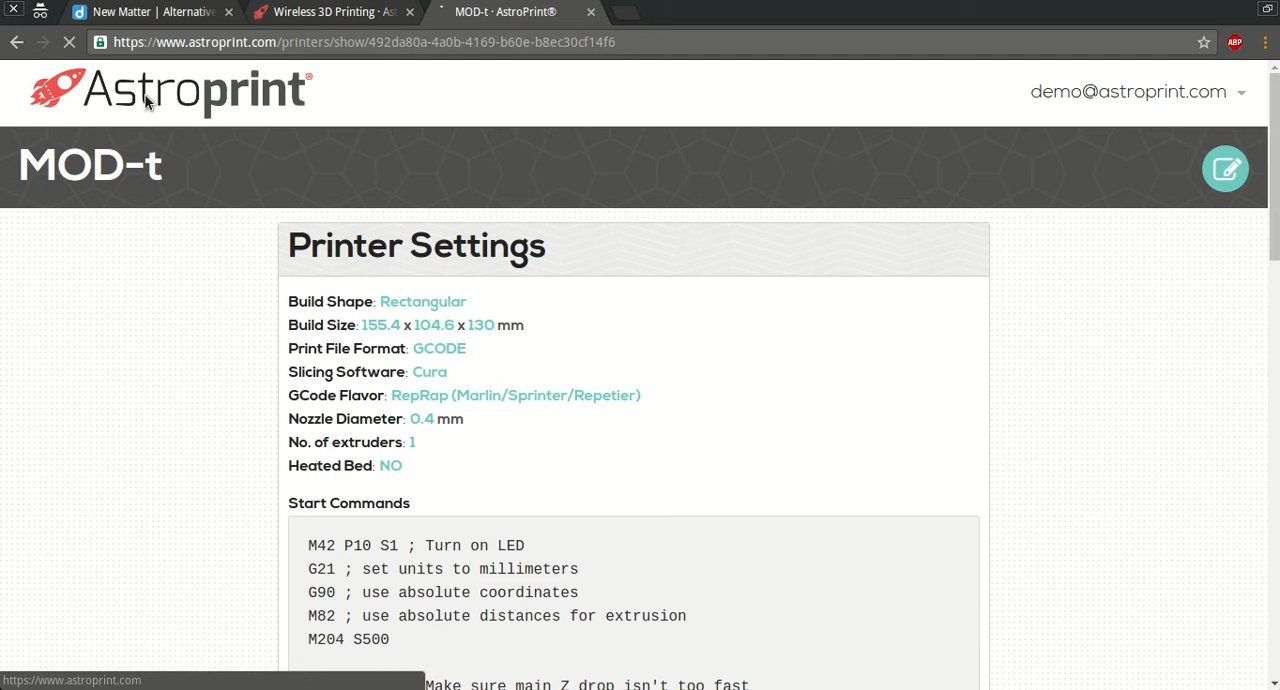 New Matter | Alternative
Wireless 3D Printing · As
MOD-t · AstroPrint®
https://www.astroprint.com/printers/show/492da80a-4a0b-4169-b60e-b8ec30cf14f6
ABP
Astroprint®
demo@astroprint.com
MOD-t
Printer Settings
Build Shape: Rectangular
Build Size: 155.4 x 104.6 x 130 mm
Print File Format: GCODE
Slicing Software: Cura
GCode Flavor: RepRap (Marlin/Sprinter/Repetier)
Nozzle Diameter: 0.4 mm
No. of extruders: 1
Heated Bed: NO
Start Commands
M42 P10 S1 ; Turn on LED
G21 ; set units to millimeters
G90 ; use absolute coordinates
M82 ; use absolute distances for extrusion
M204 S500
Make sure main Z drop isn't too fast
https://www.astroprint.com